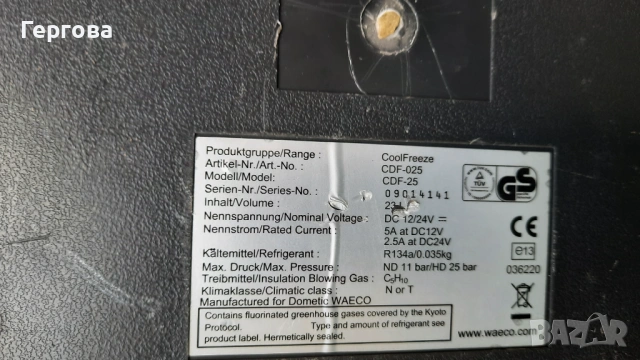 Гергова
Produktgruppe/Range : CoolFreeze
Artikel-Nr./Art.-No. : CDF-025
Modell/Model: CDF-25
Serien-Nr./Series-No.: 09014141
Inhalt/Volume : 23 L
Nennspannung/Nominal Voltage : DC 12/24V
Nennstrom/Rated Current : 5A at DC12V
2.5A at DC24V
Kältemittel/Refrigerant : R134a/0.035kg
Max. Druck/Max. Pressure : ND 11 bar/HD 25 bar
Treibmittel/Insulation Blowing Gas : C5H10
Klimaklasse/Climatic class : N or T
Manufactured for Dometic WAECO
Contains fluorinated greenhouse gases covered by the Kyoto
Protocol. Type and amount of refrigerant see
product label. Hermetically sealed.
TÜV
GS
e13
036220
www.waeco.com
bazar.bg